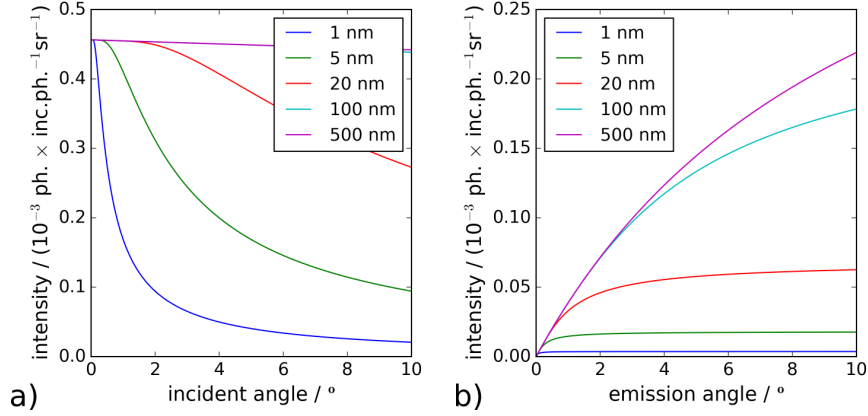 0.5
0.4
0.3
0.2
0.1
0.0
intensity / (10⁻³ ph. × inc.ph.⁻¹sr⁻¹)
1 nm
5 nm
20 nm
100 nm
500 nm
0 2 4 6 8 10
incident angle / °
a)
0.25
0.20
0.15
0.10
0.05
0.00
intensity / (10⁻³ ph. × inc.ph.⁻¹sr⁻¹)
1 nm
5 nm
20 nm
100 nm
500 nm
0 2 4 6 8 10
emission angle / °
b)